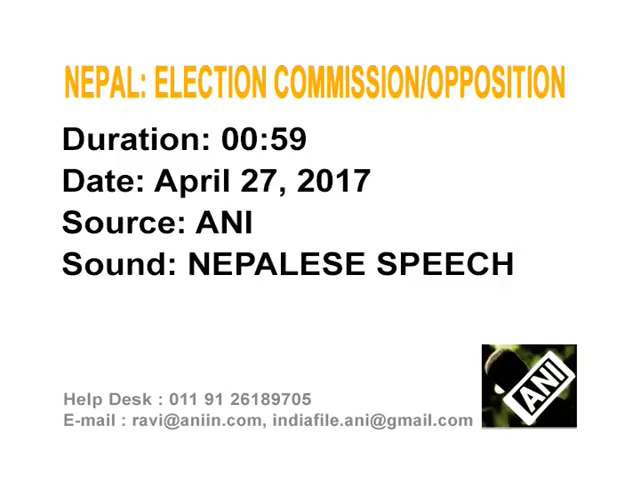 NEPAL: ELECTION COMMISSION/OPPOSITION
Duration: 00:59
Date: April 27, 2017
Source: ANI
Sound: NEPALESE SPEECH
Help Desk : 011 91 26189705
E-mail : ravi@aniin.com, indiafile.ani@gmail.com
ANI